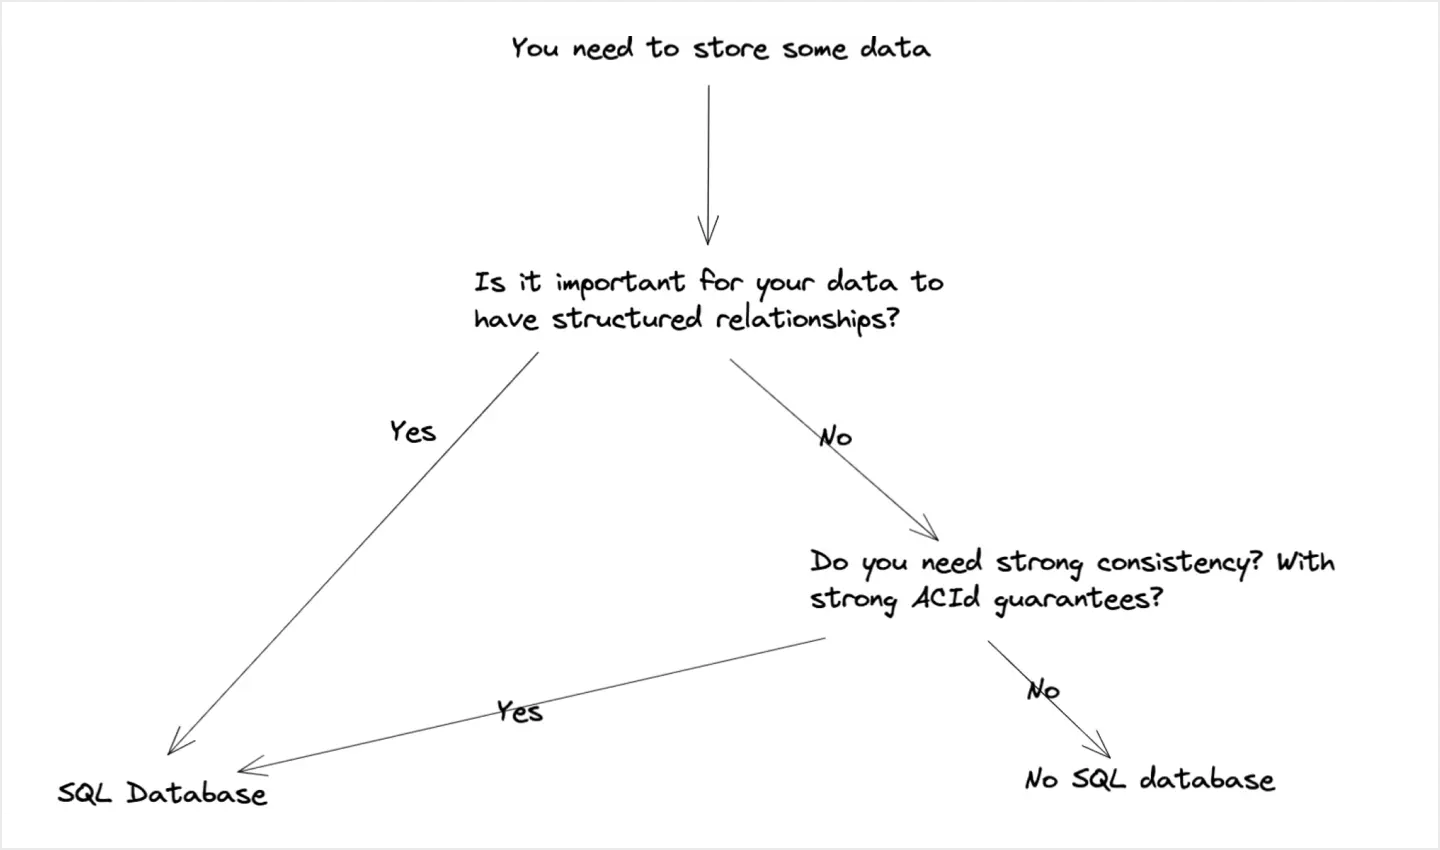 You need to store some data
Is it important for your data to
have structured relationships?
Yes
No
Do you need strong consistency? With
strong ACId guarantees?
No
Yes
No SQL database
SQL Database